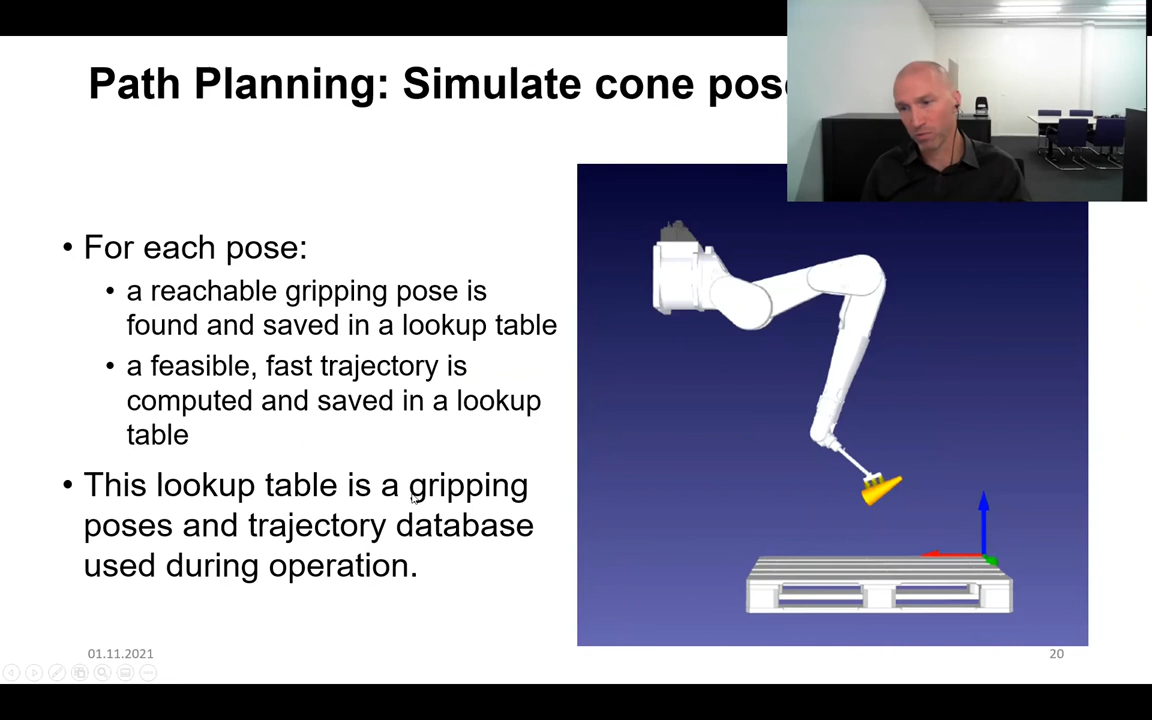 Path Planning: Simulate cone pos
• For each pose:
• a reachable gripping pose is
found and saved in a lookup table
• a feasible, fast trajectory is
computed and saved in a lookup
table
• This lookup table is a gripping
poses and trajectory database
used during operation.
01.11.2021
20